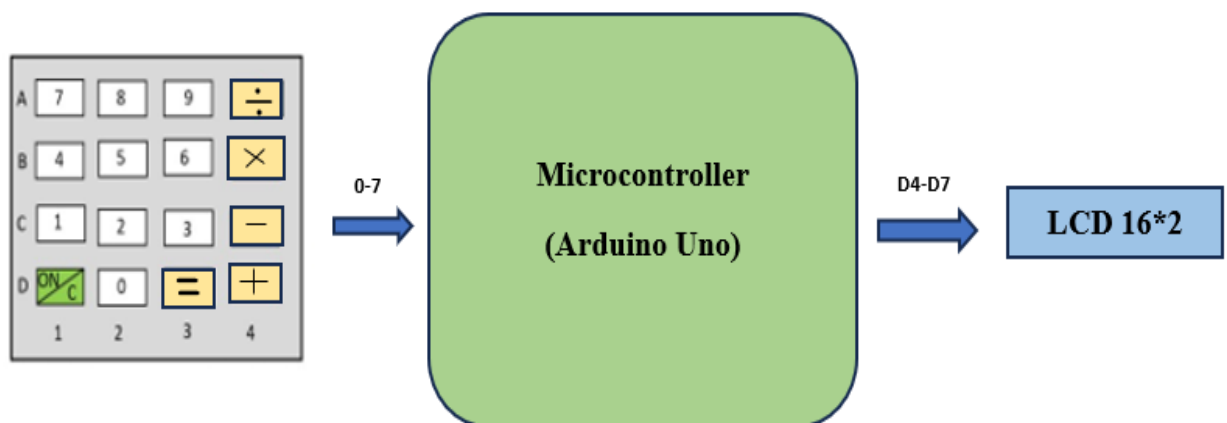 A 7 8 9 ÷
B 4 5 6 ×
C 1 2 3 −
D ON/C 0 = +
1 2 3 4
0-7
Microcontroller
(Arduino Uno)
D4-D7
LCD 16*2